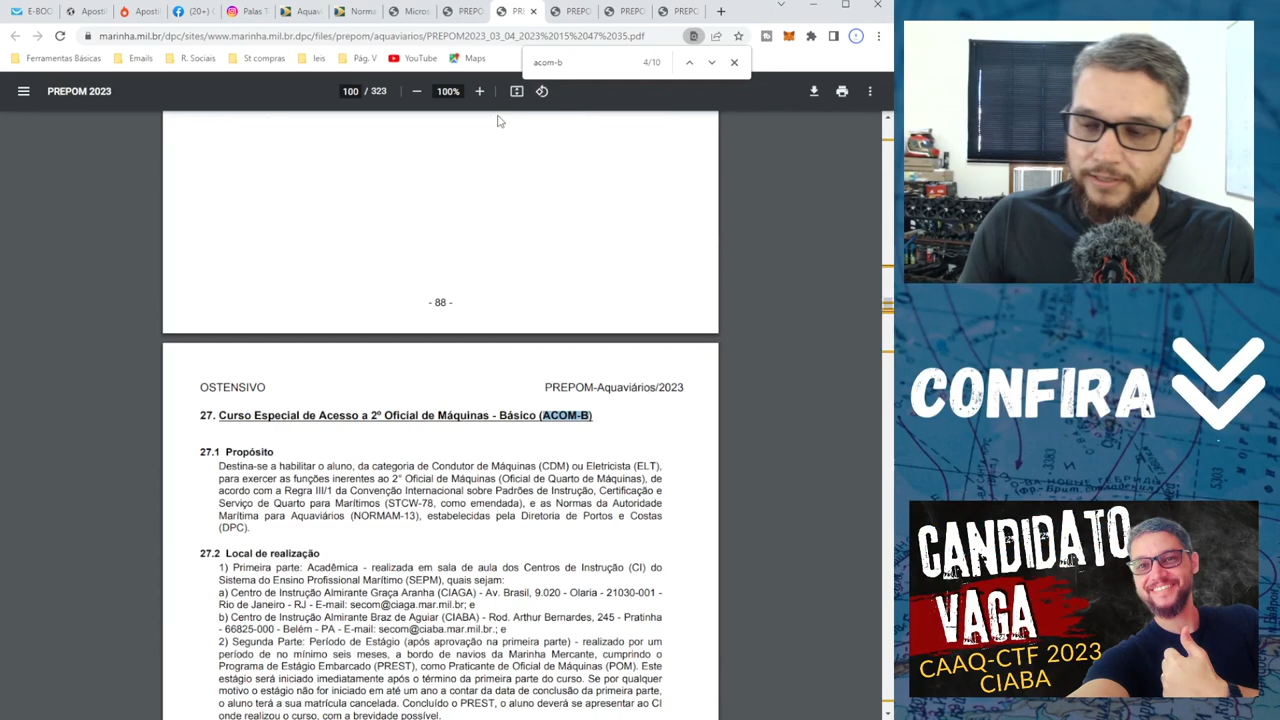 E-BOO
Apost
Aposti
(20+) (
Palas T
Aquavi
Norma
Micros
PREPO
PRE
PREPO
PREPO
PREPO
marinha.mil.br/dpc/sites/www.marinha.mil.br.dpc/files/prepom/aquaviarios/PREPOM2023_03_04_2023%2015%2047%2035.pdf
Ferramentas Básicas
Emails
R. Sociais
St compras
leis
Pág. V
YouTube
Maps
acom-b
4/10
PREPOM 2023
100 / 323
100%
- 88 -
OSTENSIVO
PREPOM-Aquaviários/2023
27. Curso Especial de Acesso a 2º Oficial de Máquinas - Básico (ACOM-B)
27.1 Propósito
Destina-se a habilitar o aluno, da categoria de Condutor de Máquinas (CDM) ou Eletricista (ELT),
para exercer as funções inerentes ao 2° Oficial de Máquinas (Oficial de Quarto de Máquinas), de
acordo com a Regra III/1 da Convenção Internacional sobre Padrões de Instrução, Certificação e
Serviço de Quarto para Marítimos (STCW-78, como emendada), e as Normas da Autoridade
Marítima para Aquaviários (NORMAM-13), estabelecidas pela Diretoria de Portos e Costas
(DPC).
27.2 Local de realização
1) Primeira parte: Acadêmica - realizada em sala de aula dos Centros de Instrução (CI) do
Sistema do Ensino Profissional Marítimo (SEPM), quais sejam:
a) Centro de Instrução Almirante Graça Aranha (CIAGA) - Av. Brasil, 9.020 - Olaria - 21030-001 -
Rio de Janeiro - RJ - E-mail: secom@ciaga.mar.mil.br; e
b) Centro de Instrução Almirante Braz de Aguiar (CIABA) - Rod. Arthur Bernardes, 245 - Pratinha
- 66825-000 - Belém - PA - E-mail: secom@ciaba.mar.mil.br.; e
2) Segunda Parte: Período de Estágio (após aprovação na primeira parte) - realizado por um
período de no mínimo seis meses, a bordo de navios da Marinha Mercante, cumprindo o
Programa de Estágio Embarcado (PREST), como Praticante de Oficial de Máquinas (POM). Este
estágio será iniciado imediatamente após o término da primeira parte do curso. Se por qualquer
motivo o estágio não for iniciado em até um ano a contar da data de conclusão da primeira parte,
o aluno terá a sua matrícula cancelada. Concluído o PREST, o aluno deverá se apresentar ao CI
onde realizou o curso, com a brevidade possível.
CONFIRA
CANDIDATO
VAGA
CAAQ-CTF 2023
CIABA